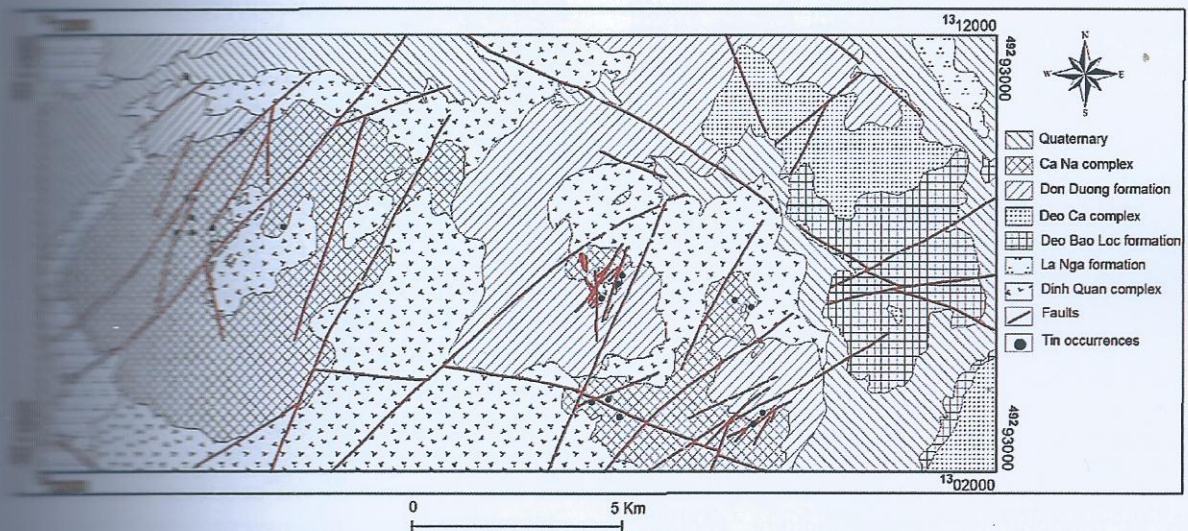 13 12000
492 93000
N
W E
S
Quaternary
Ca Na complex
Don Duong formation
Deo Ca complex
Deo Bao Loc formation
La Nga formation
Dinh Quan complex
Faults
Tin occurrences
492 93000
13 02000
0 5 Km